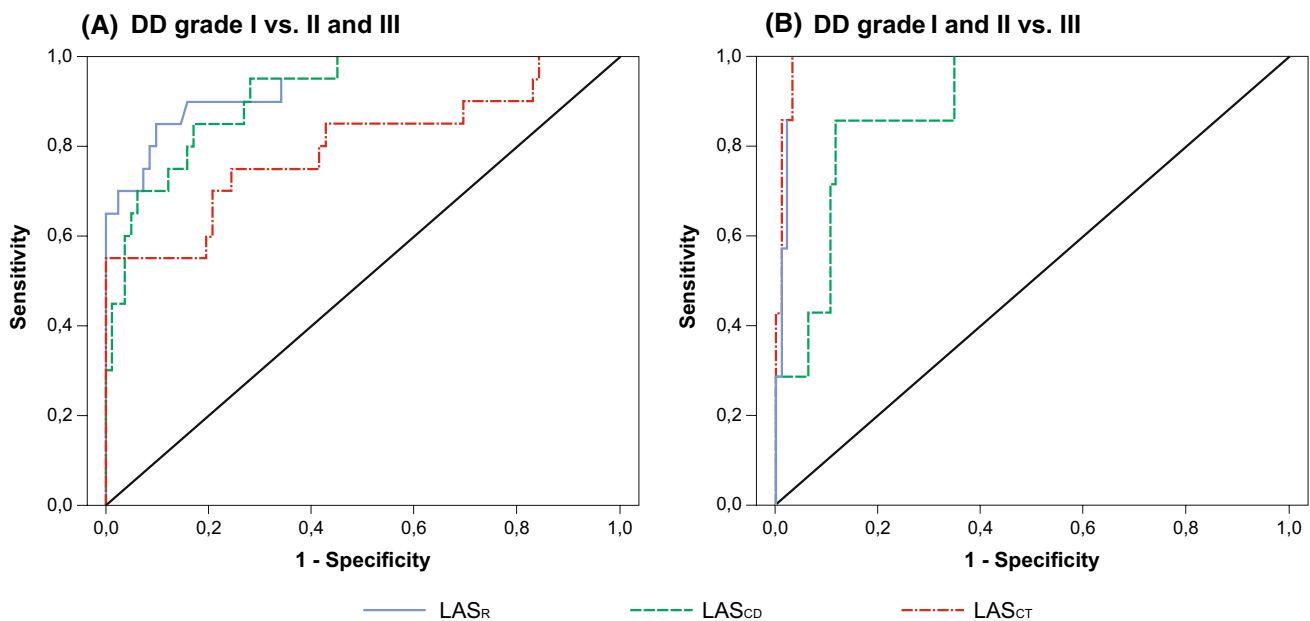 (A) DD grade I vs. II and III
1,0
0,8
0,6
0,4
0,2
0,0
Sensitivity
0,0 0,2 0,4 0,6 0,8 1,0
1 - Specificity
(B) DD grade I and II vs. III
1,0
0,8
0,6
0,4
0,2
0,0
Sensitivity
0,0 0,2 0,4 0,6 0,8 1,0
1 - Specificity
LASR LASCD LASCT